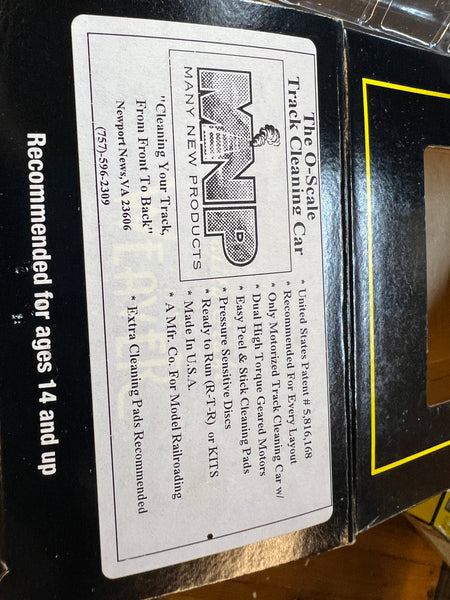 The O-Scale
Track Cleaning Car
MNP
MANY NEW PRODUCTS
"Cleaning Your Track,
From Front To Back"
Newport News, VA 23606
(757)-596-2309
* United States Patent # 5,816,168
* Recommended For Every Layout
* Only Motorized Track Cleaning Car w/
Dual High Torque Geared Motors
* Easy Peel & Stick Cleaning Pads
* Pressure Sensitive Discs
* Ready to Run (R-T-R) or KITS
* Made In U.S.A.
* A Mfr. Co. For Model Railroading
* Extra Cleaning Pads Recommended
WEAVER
Recommended for ages 14 and up